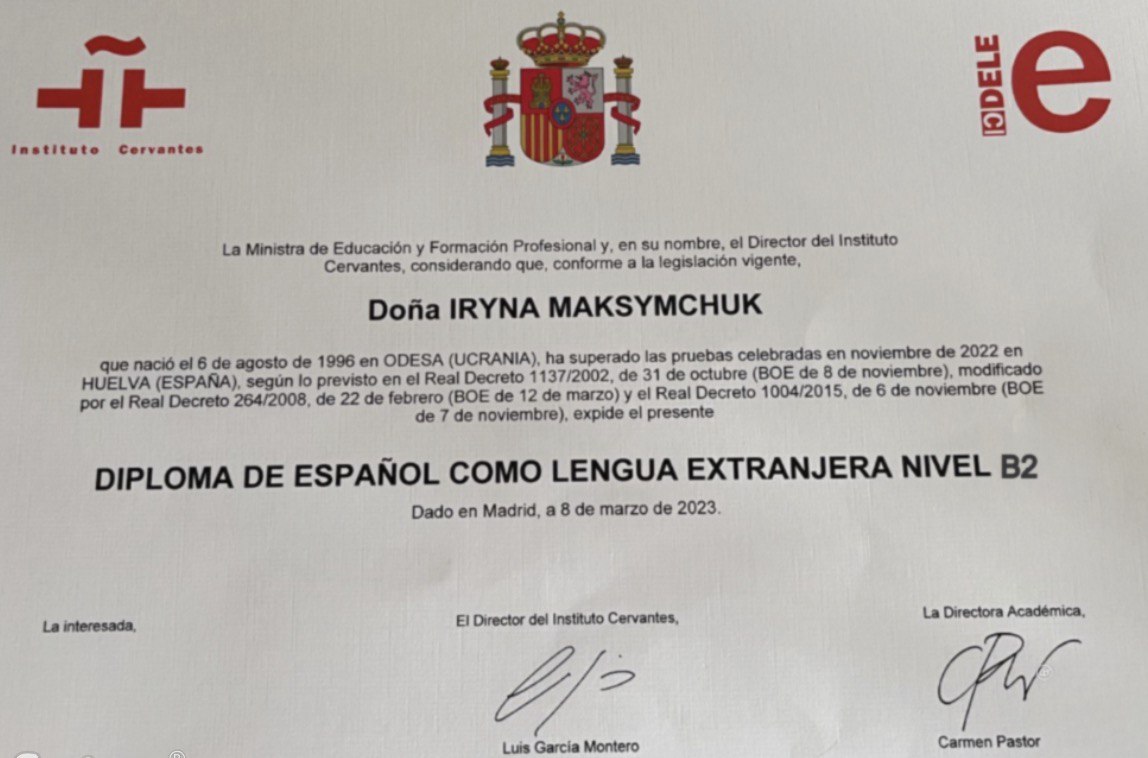 Instituto Cervantes
DELE
e
La Ministra de Educación y Formación Profesional y, en su nombre, el Director del Instituto
Cervantes, considerando que, conforme a la legislación vigente,
Doña IRYNA MAKSYMCHUK
que nació el 6 de agosto de 1996 en ODESA (UCRANIA), ha superado las pruebas celebradas en noviembre de 2022 en
HUELVA (ESPAÑA), según lo previsto en el Real Decreto 1137/2002, de 31 de octubre (BOE de 8 de noviembre), modificado
por el Real Decreto 264/2008, de 22 de febrero (BOE de 12 de marzo) y el Real Decreto 1004/2015, de 6 de noviembre (BOE
de 7 de noviembre), expide el presente
DIPLOMA DE ESPAÑOL COMO LENGUA EXTRANJERA NIVEL B2
Dado en Madrid, a 8 de marzo de 2023.
La interesada,
El Director del Instituto Cervantes,
La Directora Académica,
Luis García Montero
Carmen Pastor